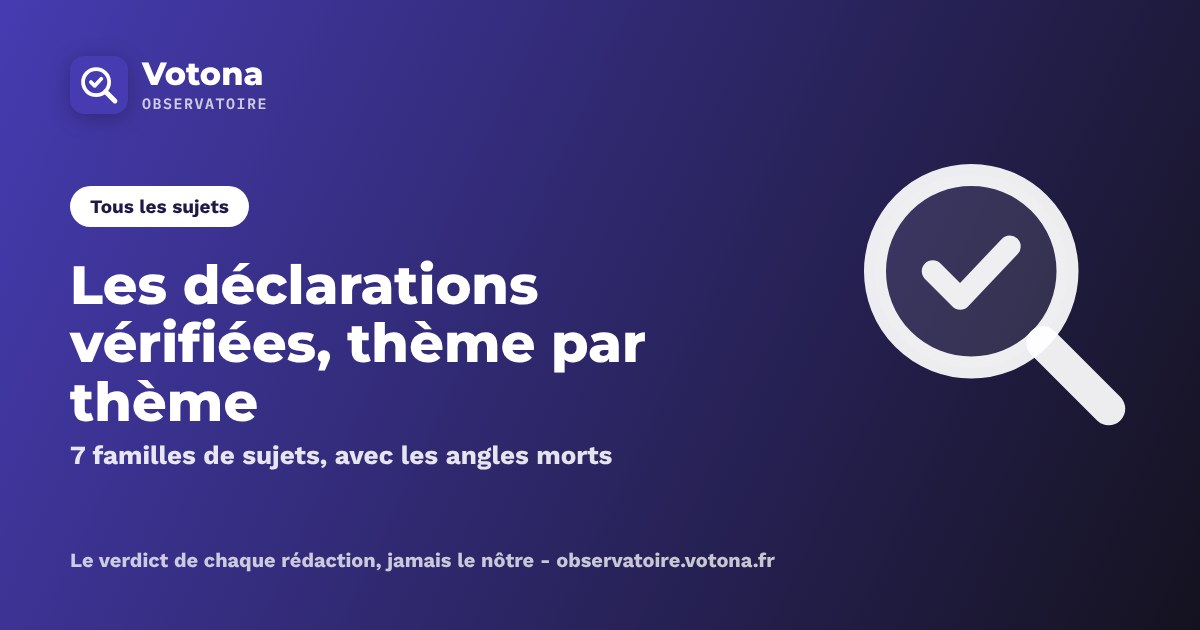 Votona
OBSERVATOIRE
Tous les sujets
Les déclarations
vérifiées, thème par
thème
7 familles de sujets, avec les angles morts
Le verdict de chaque rédaction, jamais le nôtre - observatoire.votona.fr